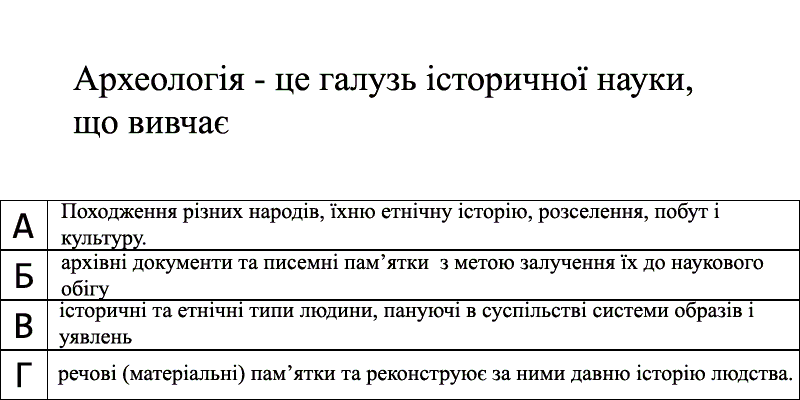 Археологія - це галузь історичної науки,
що вивчає
А Походження різних народів, їхню етнічну історію, розселення, побут і
культуру.
Б архівні документи та писемні пам’ятки з метою залучення їх до наукового
обігу
В історичні та етнічні типи людини, пануючі в суспільстві системи образів і
уявлень
Г речові (матеріальні) пам’ятки та реконструює за ними давню історію людства.